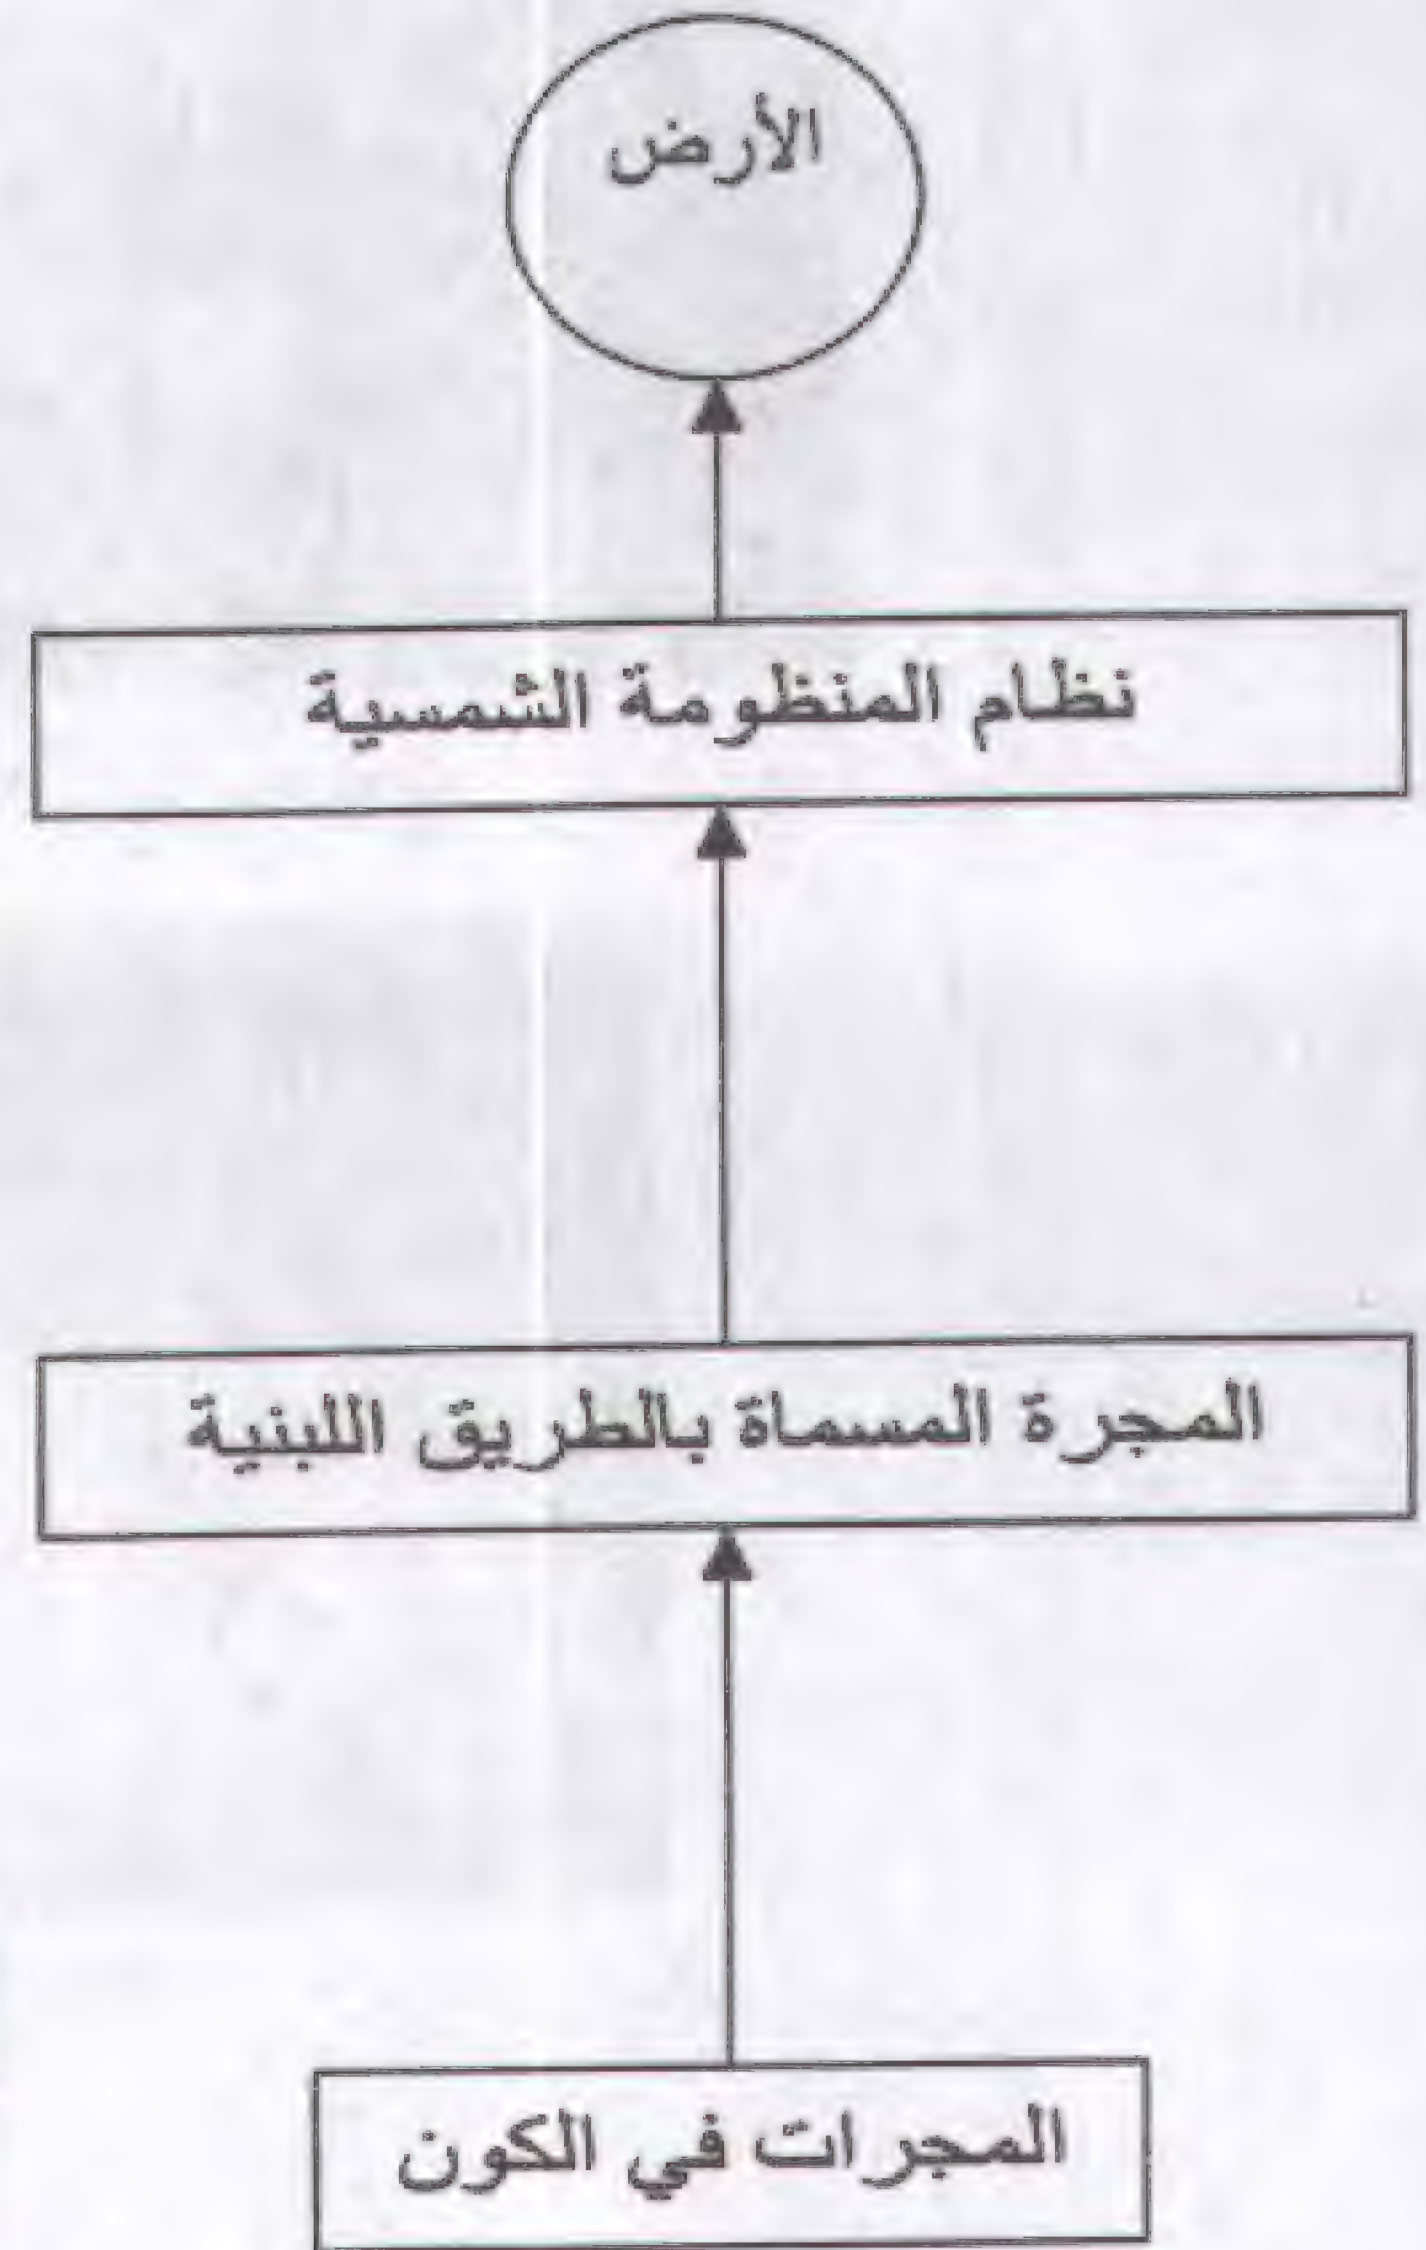 الأرض
نظام المنظومة الشمسية
المجرة المسماة بالطريق اللبنية
المجرات في الكون